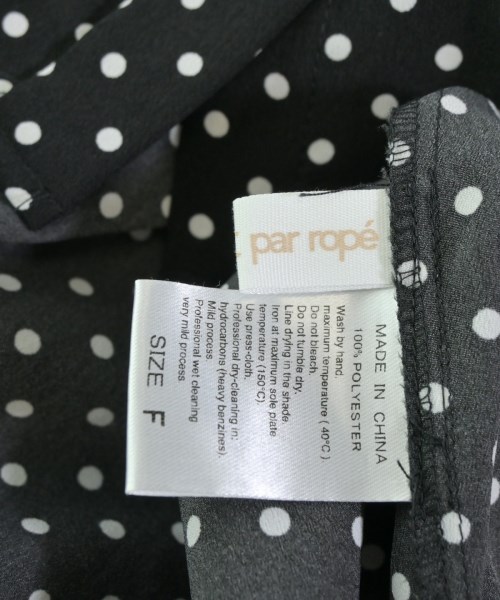 par ropé
MADE IN CHINA
100% POLYESTER
Wash by hand
maximum temperature ( 40°C )
Do not bleach.
Do not tumble dry.
Line drying in the shade
Iron at maximum sole plate
temperature (150°C)
Use press-cloth.
Professional dry-cleaning in:
hydrocarbons (heavy benzines).
Mild process.
Professional wet cleaning
very mild process.
SIZE F